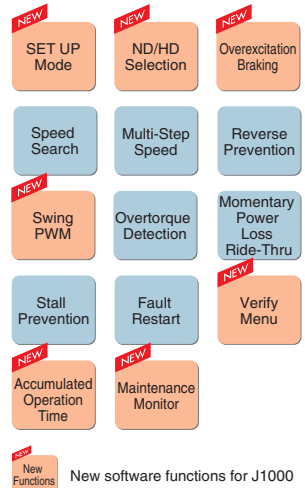 NEW
SET UP
Mode
NEW
ND/HD
Selection
NEW
Overexcitation
Braking
Speed
Search
Multi-Step
Speed
Reverse
Prevention
NEW
Swing
PWM
Overtorque
Detection
Momentary
Power
Loss
Ride-Thru
Stall
Prevention
Fault
Restart
NEW
Verify
Menu
NEW
Accumulated
Operation
Time
NEW
Maintenance
Monitor
NEW
New
Functions
New software functions for J1000